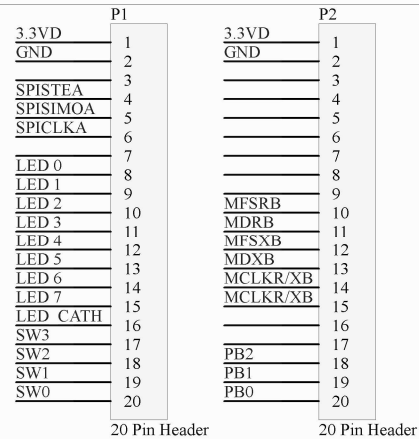 P1
3.3VD 1
GND 2
3
SPISTEA 4
SPISIMOA 5
SPICLKA 6
7
LED 0 8
LED 1 9
LED 2 10
LED 3 11
LED 4 12
LED 5 13
LED 6 14
LED 7 15
LED CATH 16
SW3 17
SW2 18
SW1 19
SW0 20
20 Pin Header
P2
3.3VD 1
GND 2
3
4
5
6
7
8
9
MFSRB 10
MDRB 11
MFSXB 12
MDXB 13
MCLKR/XB 14
MCLKR/XB 15
16
17
PB2 18
PB1 19
PB0 20
20 Pin Header